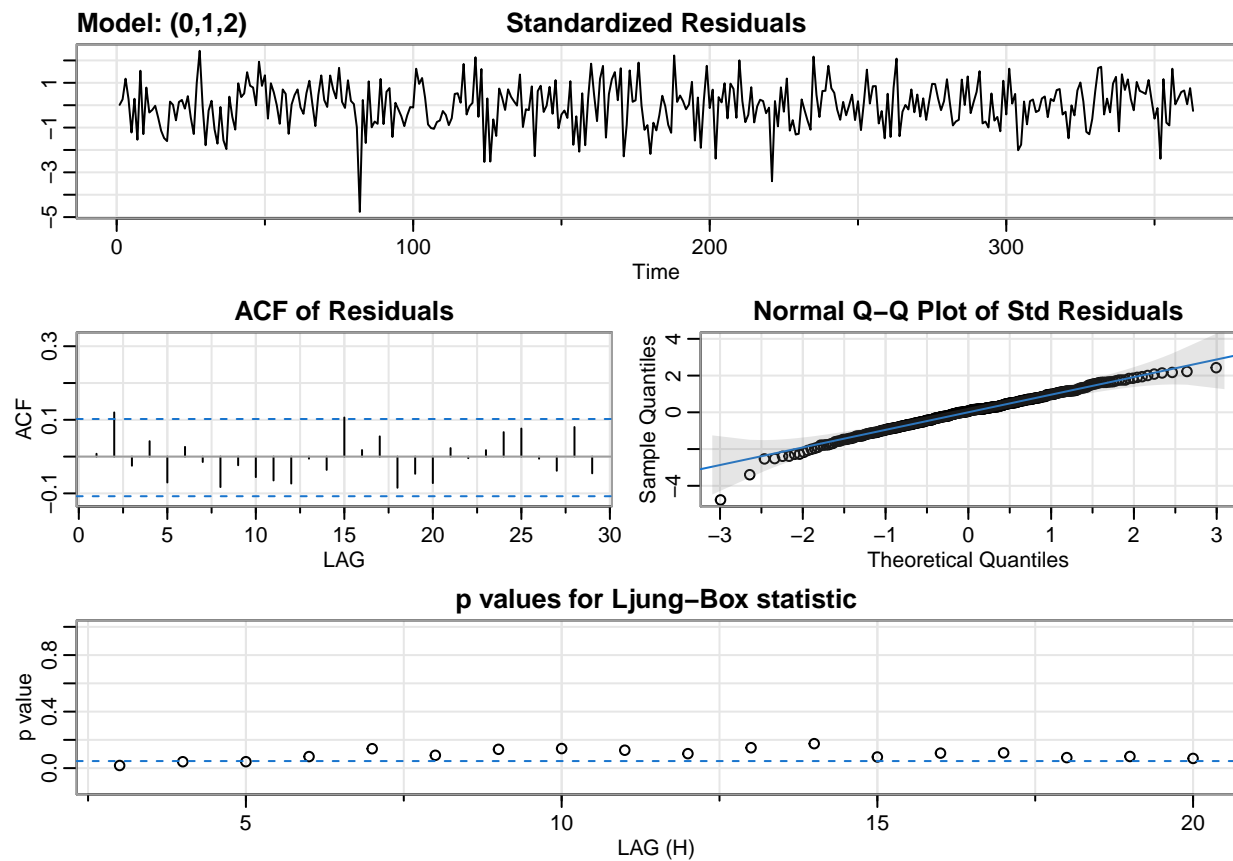 Model: (0,1,2) Standardized Residuals
1
−1
−3
−5
0 100 200 300
Time
ACF of Residuals
0.3
0.1
−0.1
ACF
0 5 10 15 20 25 30
LAG
Normal Q−Q Plot of Std Residuals
4
2
0
−4
Sample Quantiles
−3 −2 −1 0 1 2 3
Theoretical Quantiles
p values for Ljung−Box statistic
0.8
0.4
0.0
p value
5 10 15 20
LAG (H)